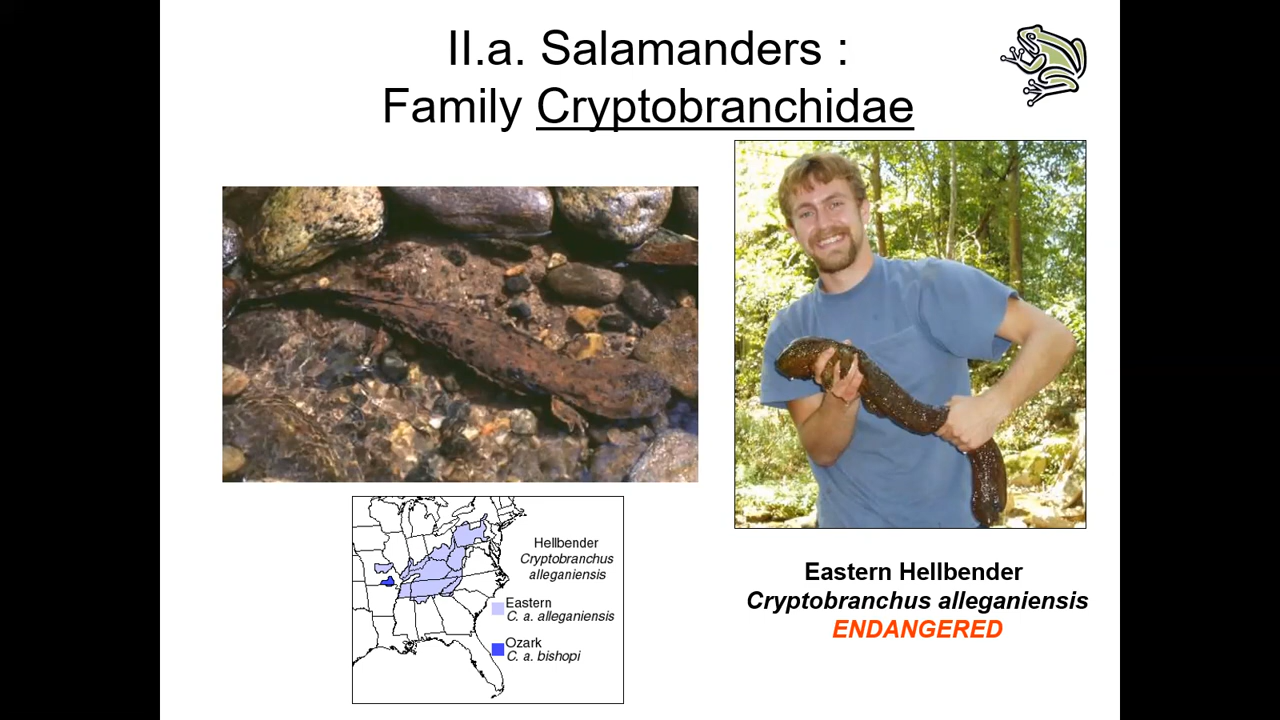 II.a. Salamanders :
Family Cryptobranchidae
Hellbender
Cryptobranchus
alleganiensis
Eastern
C. a. alleganiensis
Ozark
C. a. bishopi
Eastern Hellbender
Cryptobranchus alleganiensis
ENDANGERED